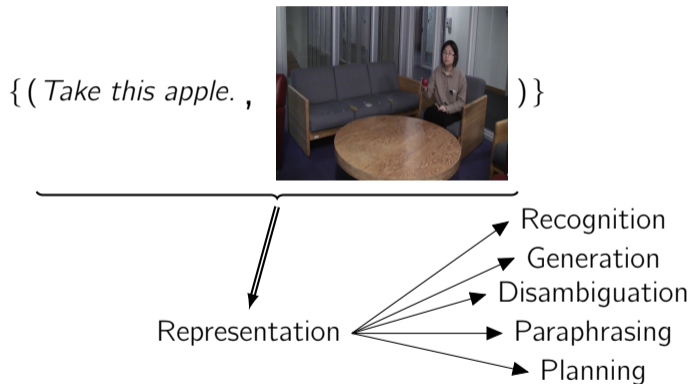 {( Take this apple. , )}
Recognition
Generation
Disambiguation
Representation
Paraphrasing
Planning